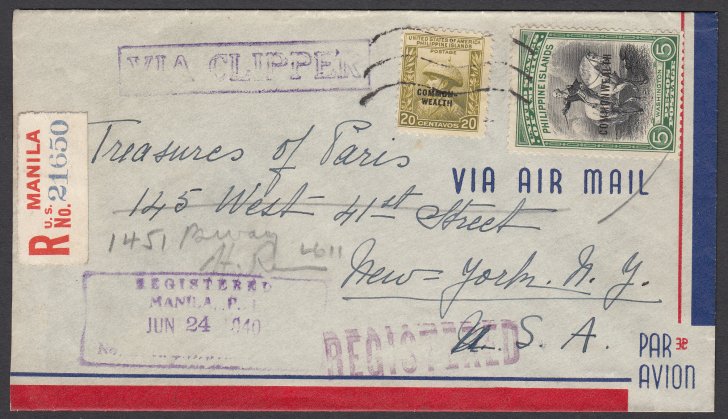 VIA CLIPPER
UNITED STATES OF AMERICA
PHILIPPINE ISLANDS
POSTAGE
COMMON-
WEALTH
20 CENTAVOS 20
PHILIPPINE ISLANDS
COMMONWEALTH
5
5
R MANILA
U.S.
No. 21650
Treasures of Paris
VIA AIR MAIL
145 West 41st Street
1451 Bway
New-York. N.Y.
U.S.A.
REGISTERED
MANILA, P.I.
JUN 24 1940
No.
REGISTERED
PAR
AVION